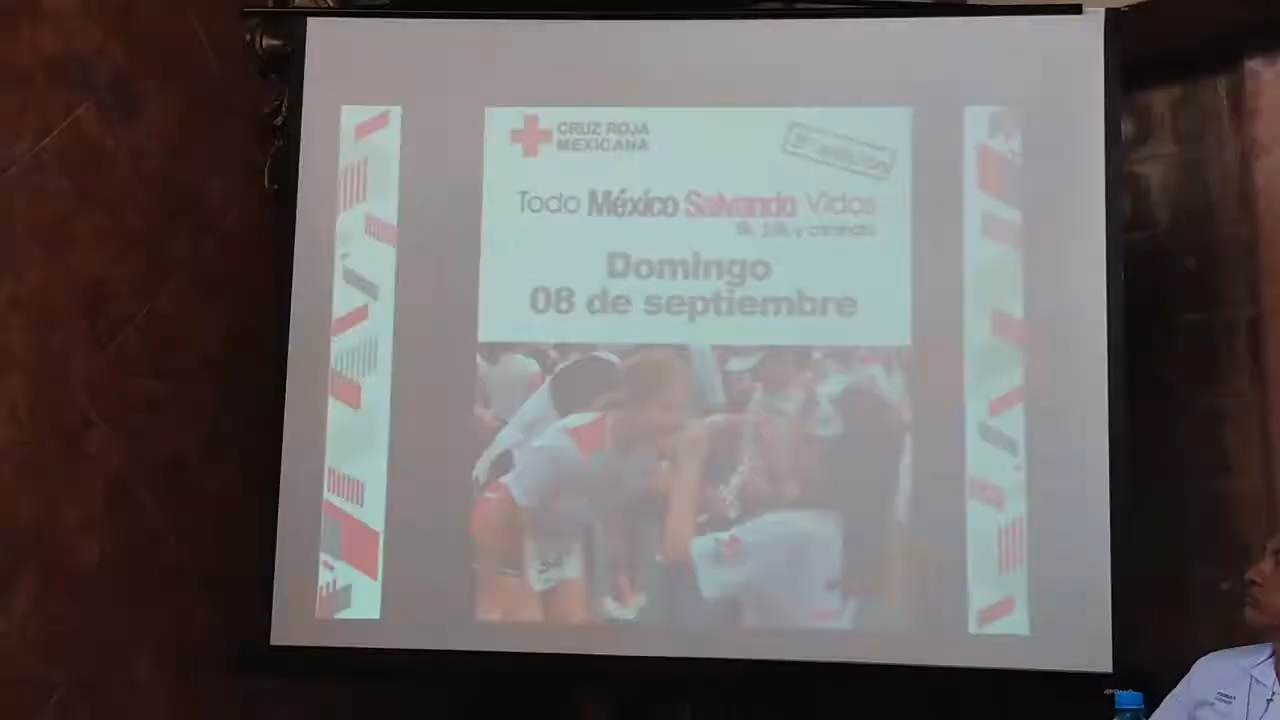 CRUZ ROJA
MEXICANA
Todo México Salvando Vidas
Domingo
08 de septiembre